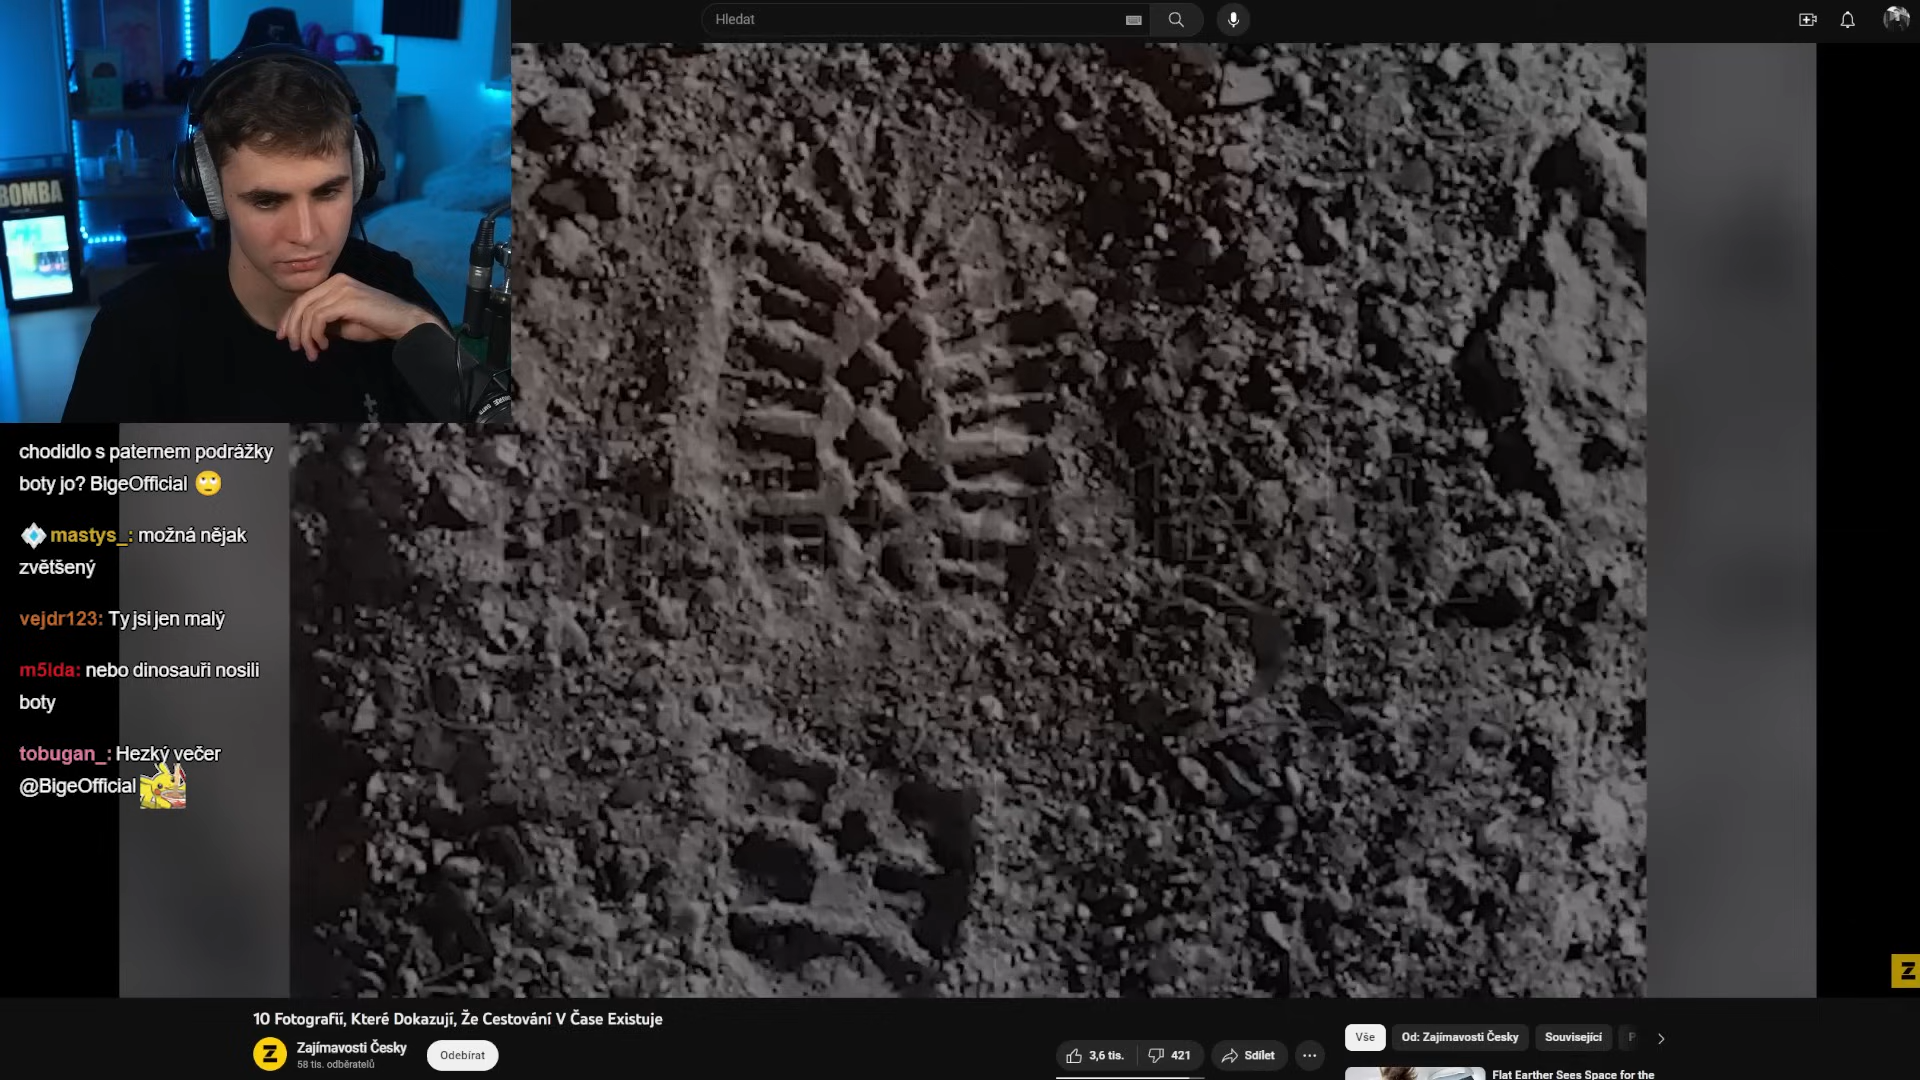 Hledat
BOMBA
chodidlo s paternem podrážky
boty jo? BigeOfficial 🙄
mastys_: možná nějak
zvětšený
vejdr123: Ty jsi jen malý
m5lda: nebo dinosauři nosili
boty
tobugan_: Hezký večer
@BigeOfficial
Z
10 Fotografií, Které Dokazují, Že Cestování V Čase Existuje
Z
Zajímavosti Česky
58 tis. odběratelů
Odebírat
3,6 tis.
421
Sdílet
Vše
Od: Zajímavosti Česky
Související
P
Flat Earther Sees Space for the